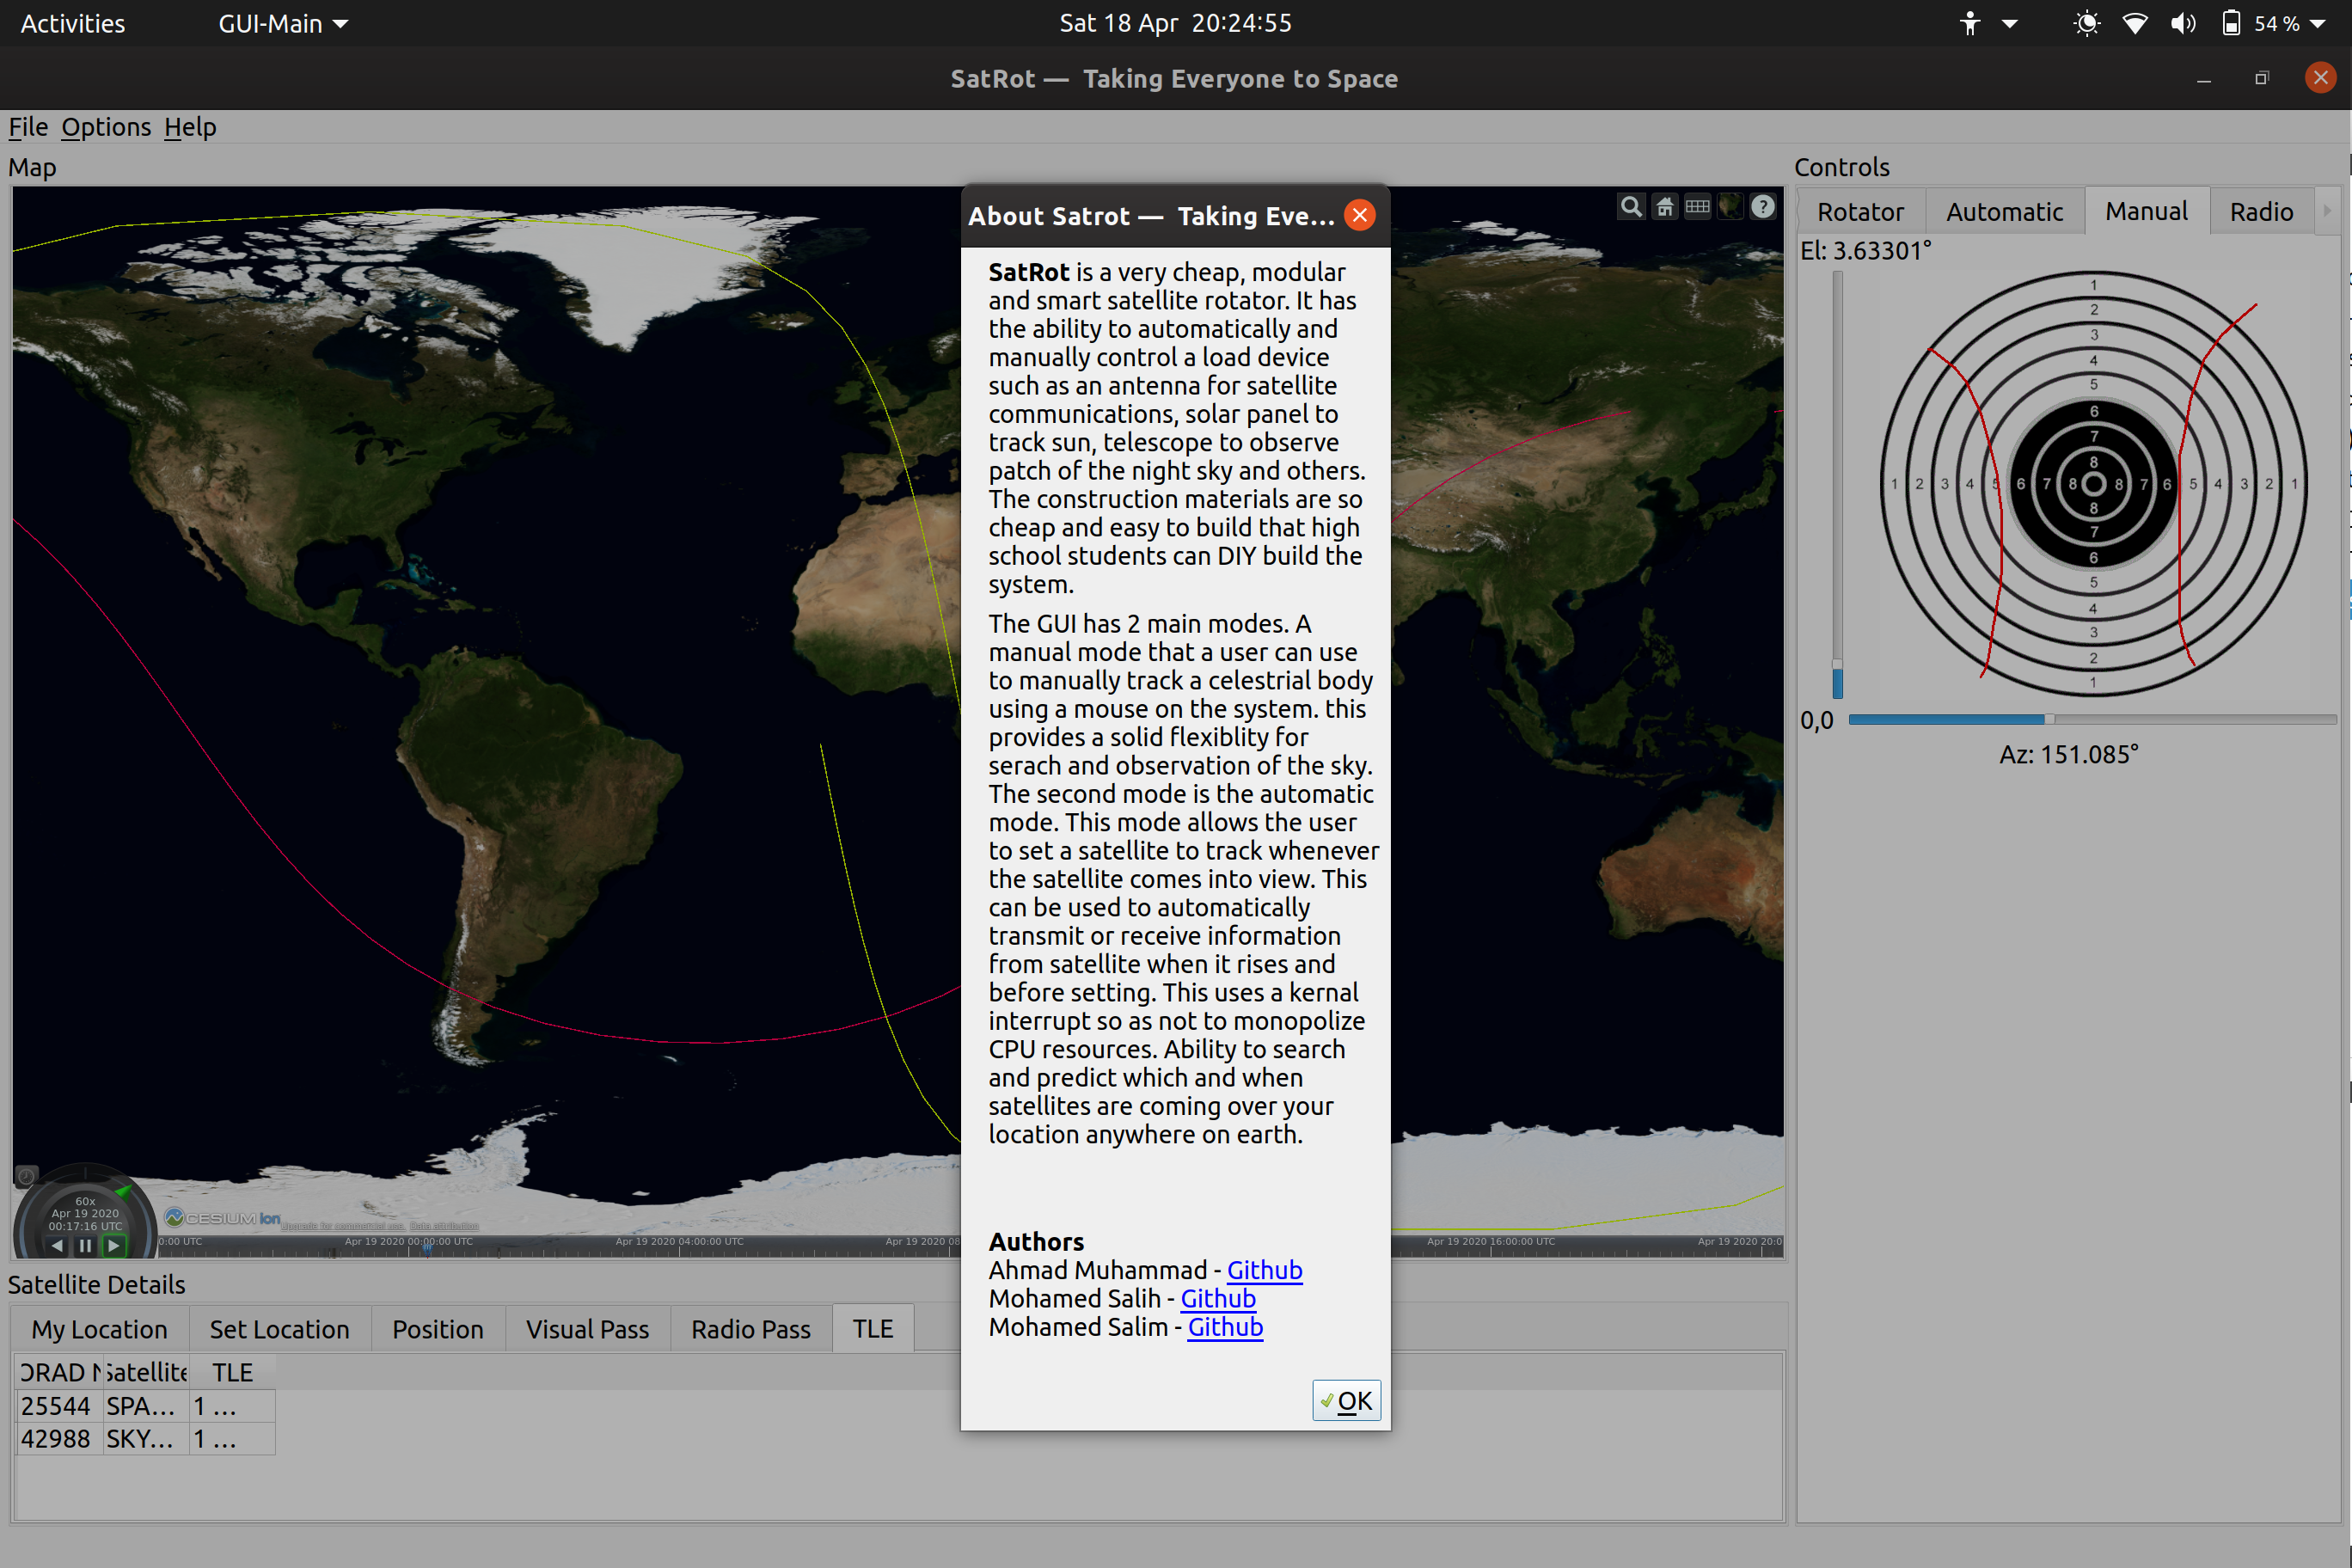 Activities
GUI-Main
Sat 18 Apr 20:24:55
54 %
SatRot — Taking Everyone to Space
File Options Help
Map
Controls
Rotator
Automatic
Manual
Radio
El: 3.63301°
1
2
3
4
5
6
7
8
1 2 3 4 5 6 7 8 8 7 6 5 4 3 2 1
8
7
6
5
4
3
2
1
0,0
Az: 151.085°
About Satrot — Taking Eve...
SatRot is a very cheap, modular
and smart satellite rotator. It has
the ability to automatically and
manually control a load device
such as an antenna for satellite
communications, solar panel to
track sun, telescope to observe
patch of the night sky and others.
The construction materials are so
cheap and easy to build that high
school students can DIY build the
system.
The GUI has 2 main modes. A
manual mode that a user can use
to manually track a celestrial body
using a mouse on the system. this
provides a solid flexiblity for
serach and observation of the sky.
The second mode is the automatic
mode. This mode allows the user
to set a satellite to track whenever
the satellite comes into view. This
can be used to automatically
transmit or receive information
from satellite when it rises and
before setting. This uses a kernal
interrupt so as not to monopolize
CPU resources. Ability to search
and predict which and when
satellites are coming over your
location anywhere on earth.
Authors
Ahmad Muhammad - Github
Mohamed Salih - Github
Mohamed Salim - Github
OK
60x
Apr 19 2020
00:17:16 UTC
CESIUM ion
Upgrade for commercial use. Data attribution
0:00 UTC
Apr 19 2020 00:00:00 UTC
Apr 19 2020 04:00:00 UTC
Apr 19 2020 08:
Apr 19 2020 16:00:00 UTC
Apr 19 2020 20:0
Satellite Details
My Location
Set Location
Position
Visual Pass
Radio Pass
TLE
ORAD N Satellite TLE
25544 SPA... 1 ...
42988 SKY... 1 ...